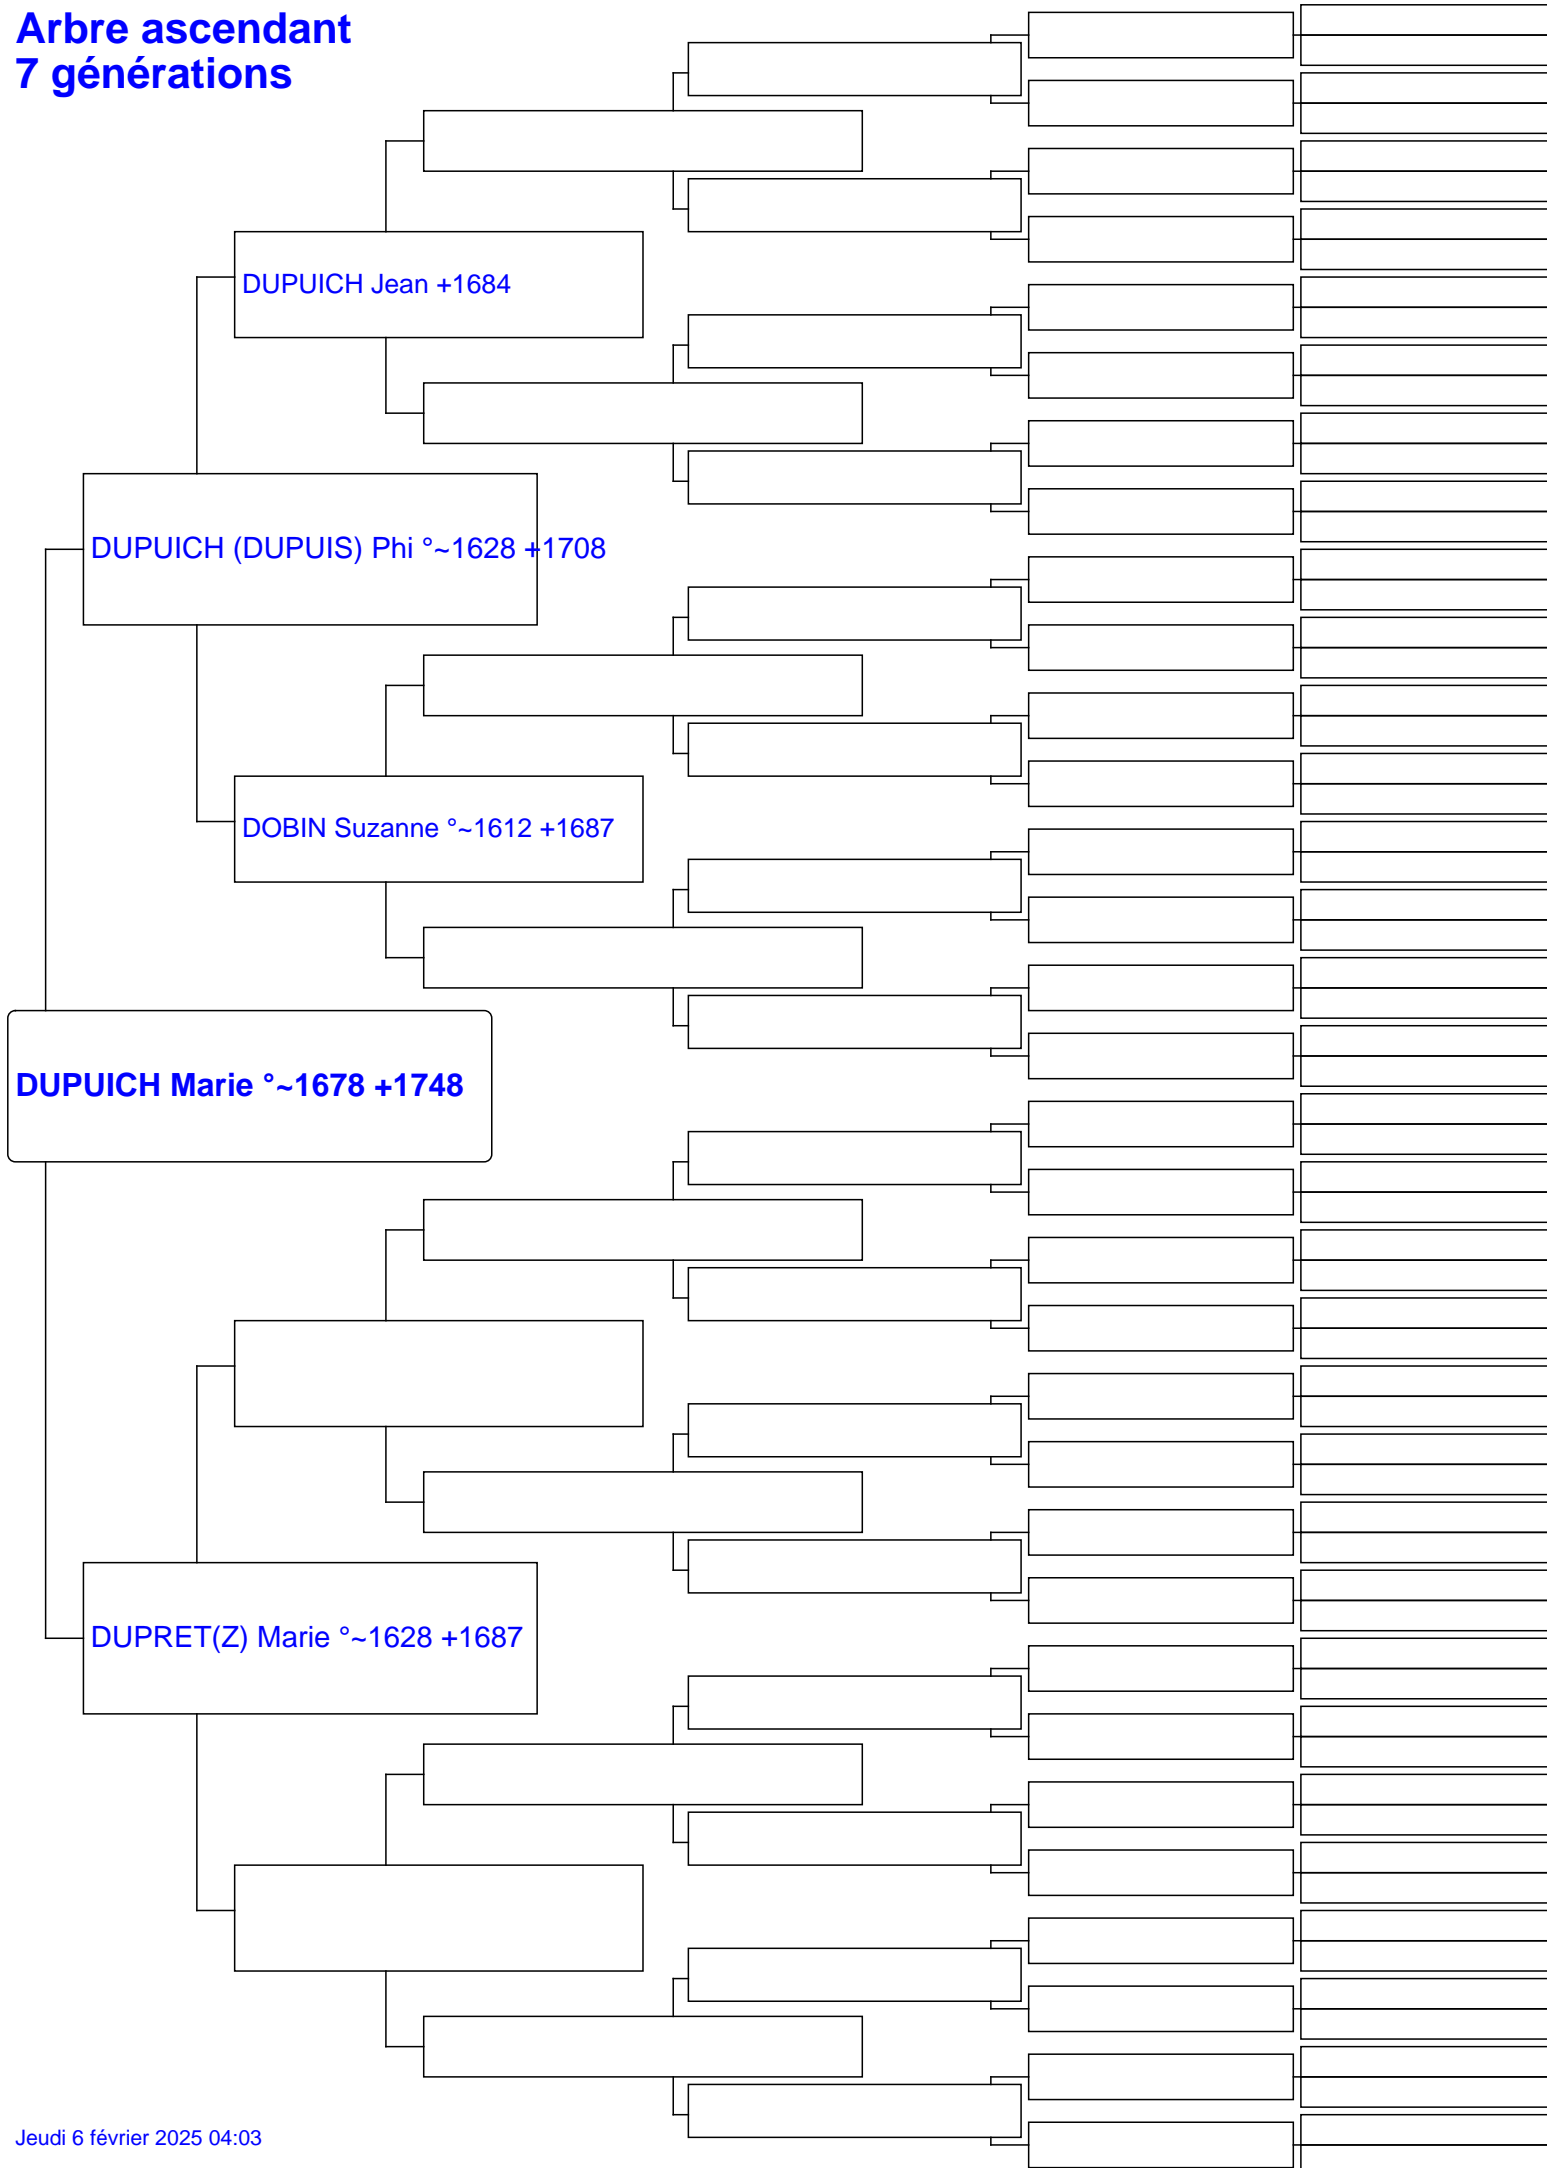 Arbre ascendant
7 générations
DUPUICH Jean +1684
DUPUICH (DUPUIS) Phi °~1628 +1708
DOBIN Suzanne °~1612 +1687
DUPUICH Marie °~1678 +1748
DUPRET(Z) Marie °~1628 +1687
Jeudi 6 février 2025 04:03